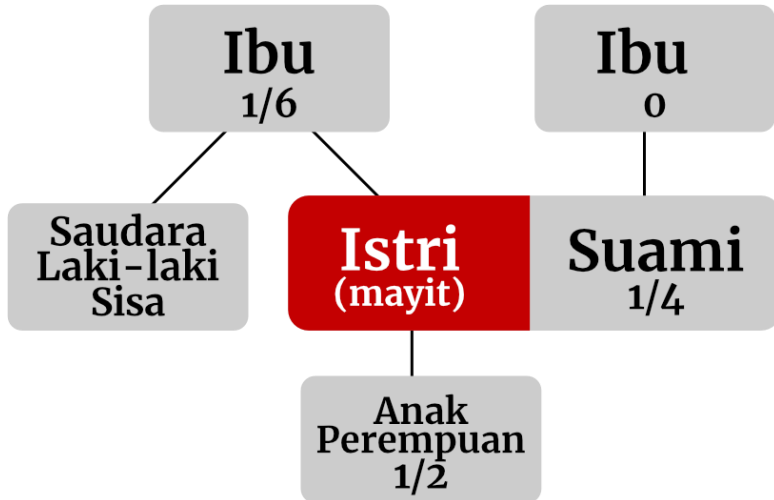 Ibu
1/6
Ibu
0
Saudara
Laki-laki
Sisa
Istri
(mayit)
Suami
1/4
Anak
Perempuan
1/2